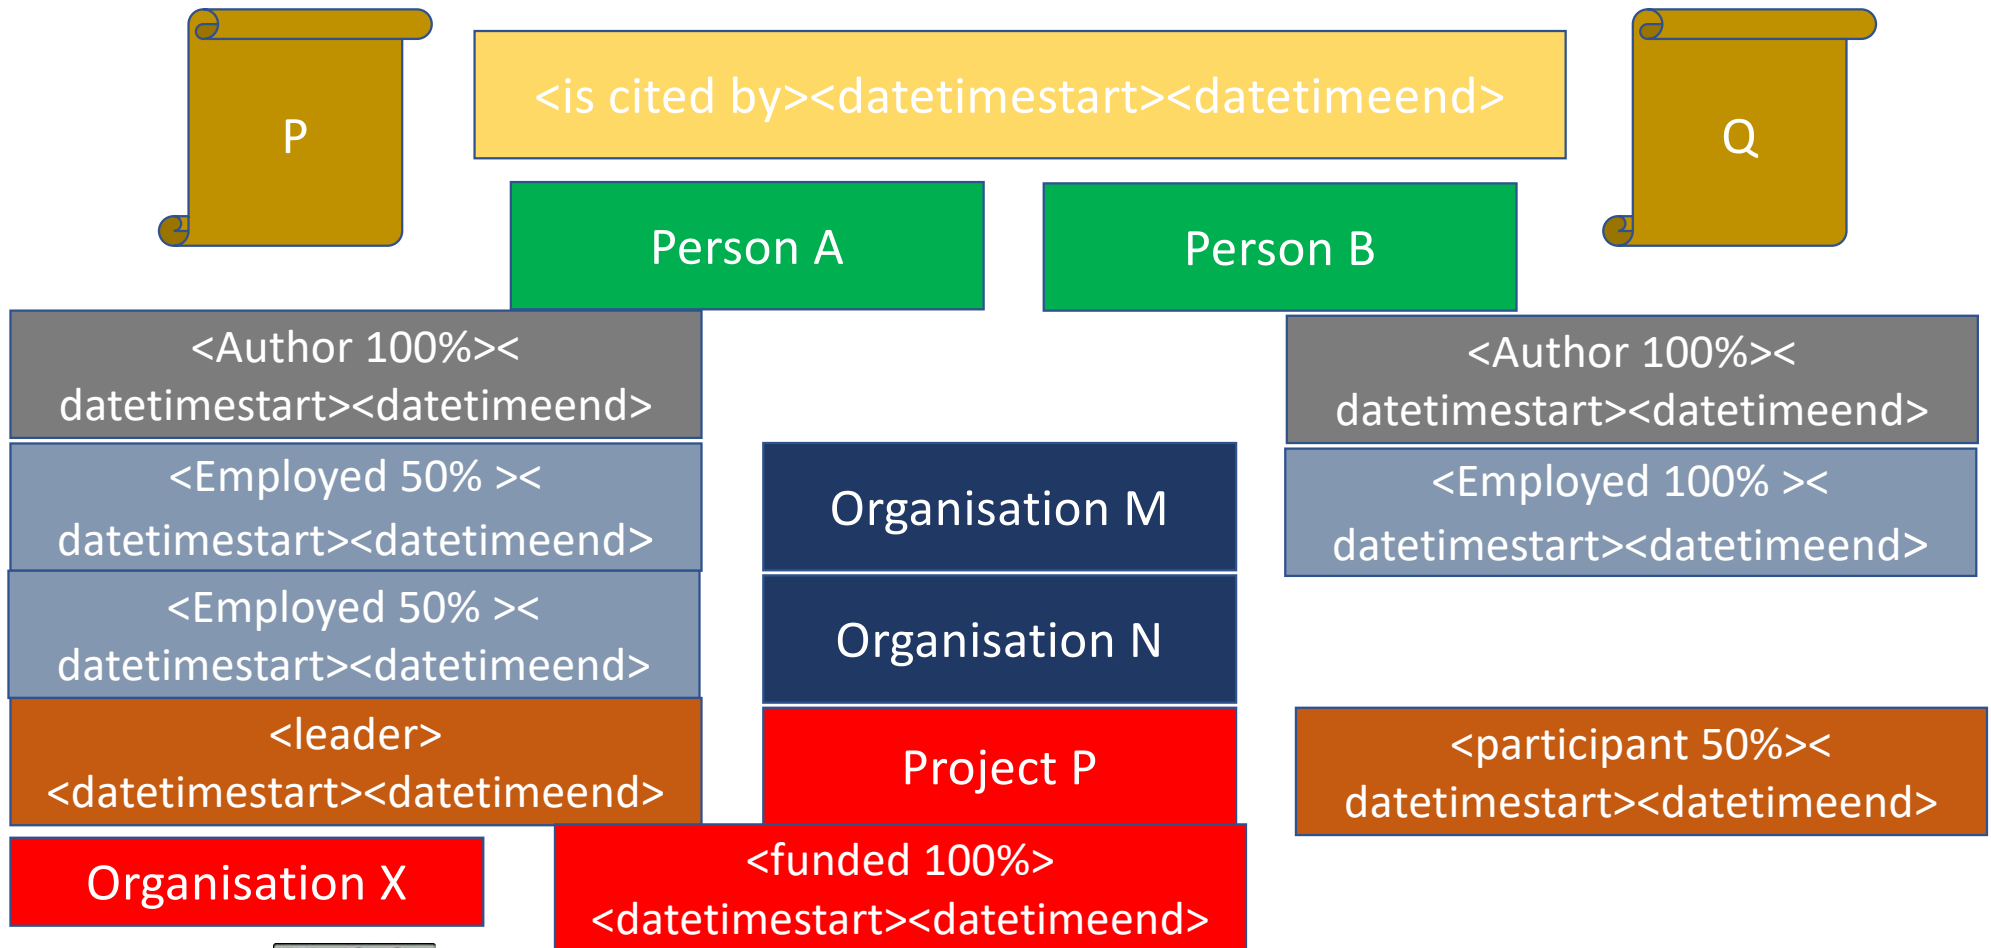 P
<is cited by><datetimestart><datetimeend>
Q
Person A
Person B
<Author 100%><
datetimestart><datetimeend>
<Author 100%><
datetimestart><datetimeend>
<Employed 50% ><
datetimestart><datetimeend>
Organisation M
<Employed 100% ><
datetimestart><datetimeend>
<Employed 50% ><
datetimestart><datetimeend>
Organisation N
<leader>
<datetimestart><datetimeend>
Project P
<participant 50%><
datetimestart><datetimeend>
Organisation X
<funded 100%>
<datetimestart><datetimeend>